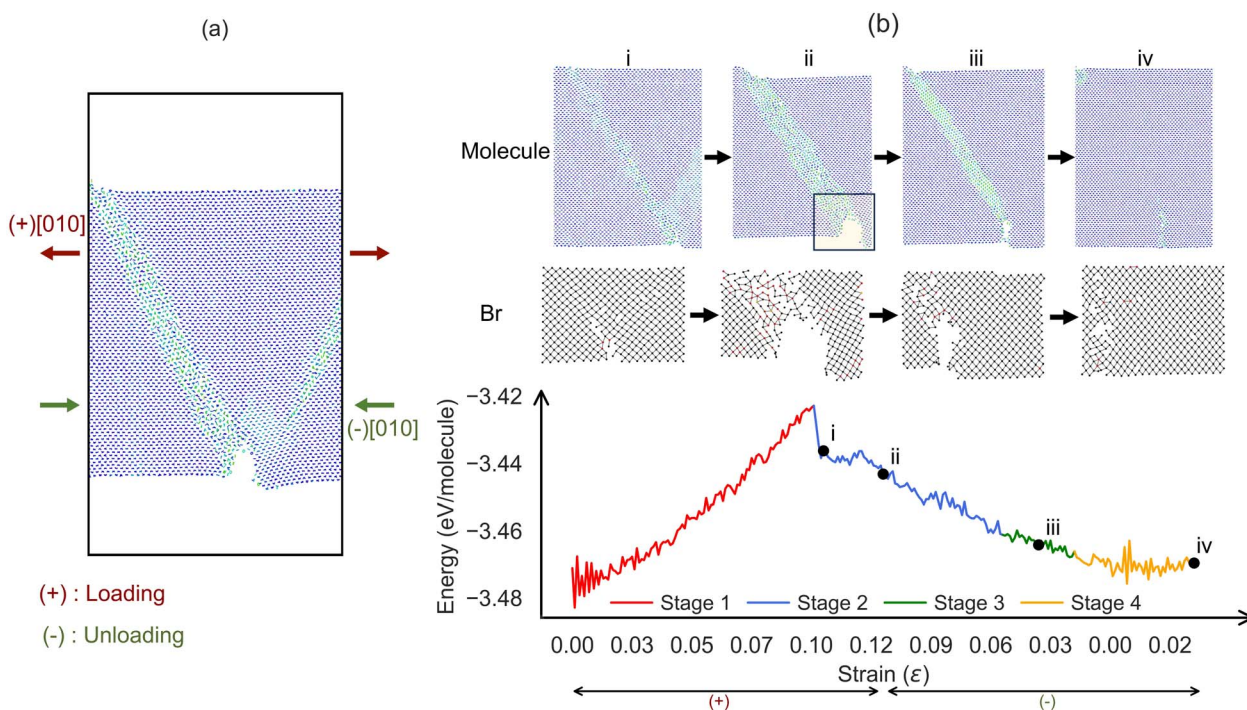 (a)
(+)[010]
(-)[010]
(+) : Loading
(-) : Unloading
(b)
i ii iii iv
Molecule
Br
−3.42
−3.44
−3.46
−3.48
Energy (eV/molecule)
i
ii
iii
iv
Stage 1 Stage 2 Stage 3 Stage 4
0.00 0.03 0.05 0.07 0.10 0.12 0.09 0.06 0.03 0.00 0.02
Strain (ε)
(+) (-)